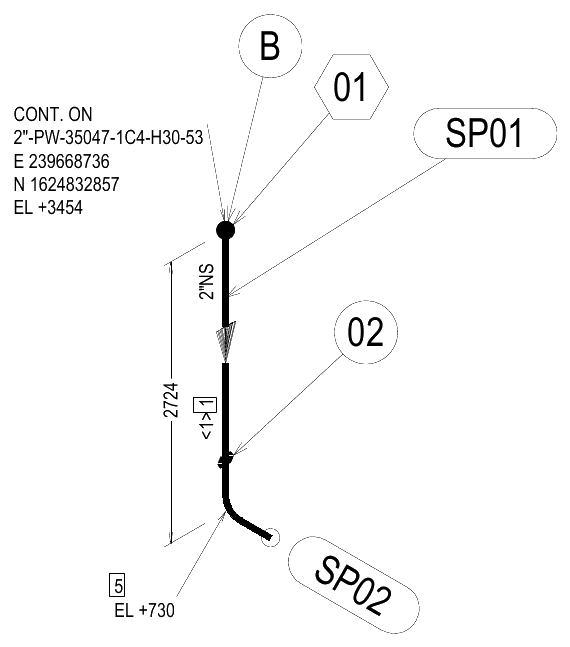 B
01
CONT. ON
2"-PW-35047-1C4-H30-53
E 239668736
N 1624832857
EL +3454
SP01
2"NS
02
2724
<1> 1
SP02
5
EL +730